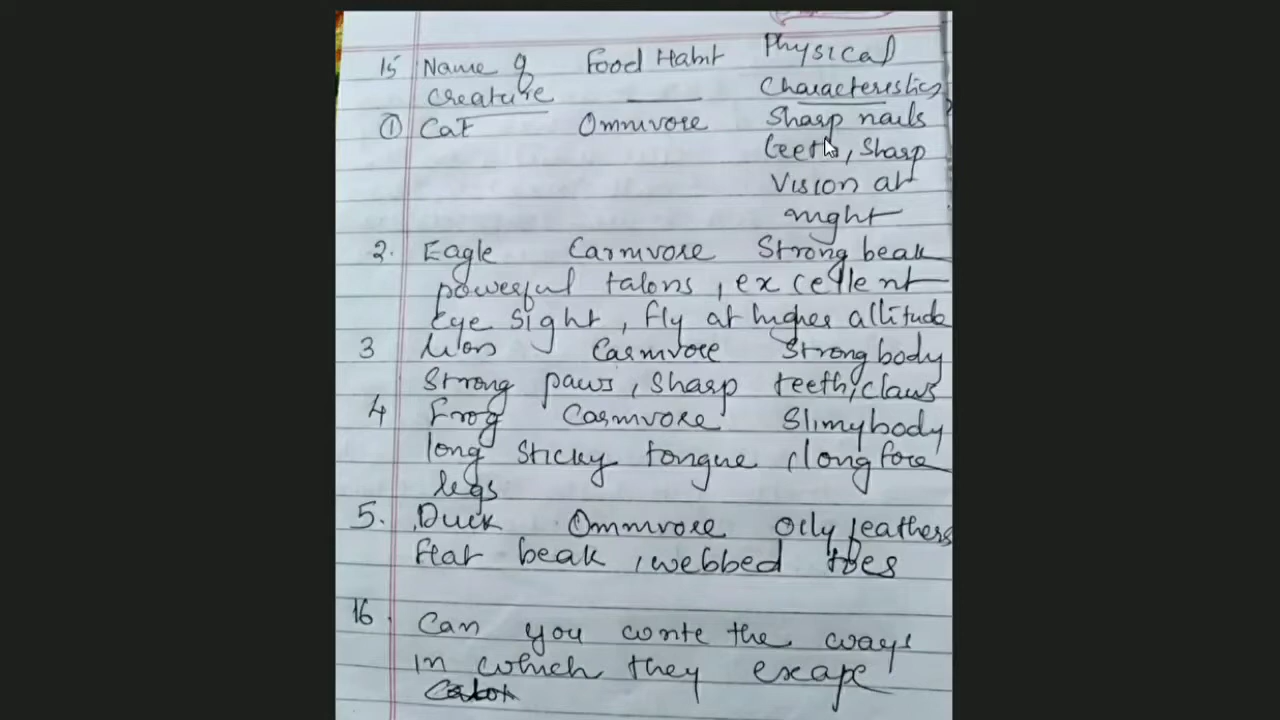 15 Name of Food Habit Physical
creature Characteristics
① Cat Omnivore Sharp nails
teeth, Sharp
Vision at
night
2. Eagle Carnivore Strong beak
powerful talons, excellent
eye sight, fly at higher altitude
3 Lion Carnivore Strong body
Strong paws, Sharp teeth, claws
4 Frog Carnivore Slimy body
long sticky tongue, long fore
legs
5. Duck Omnivore Oily feathers
flat beak, webbed toes
16. Can you write the ways
in which they escape